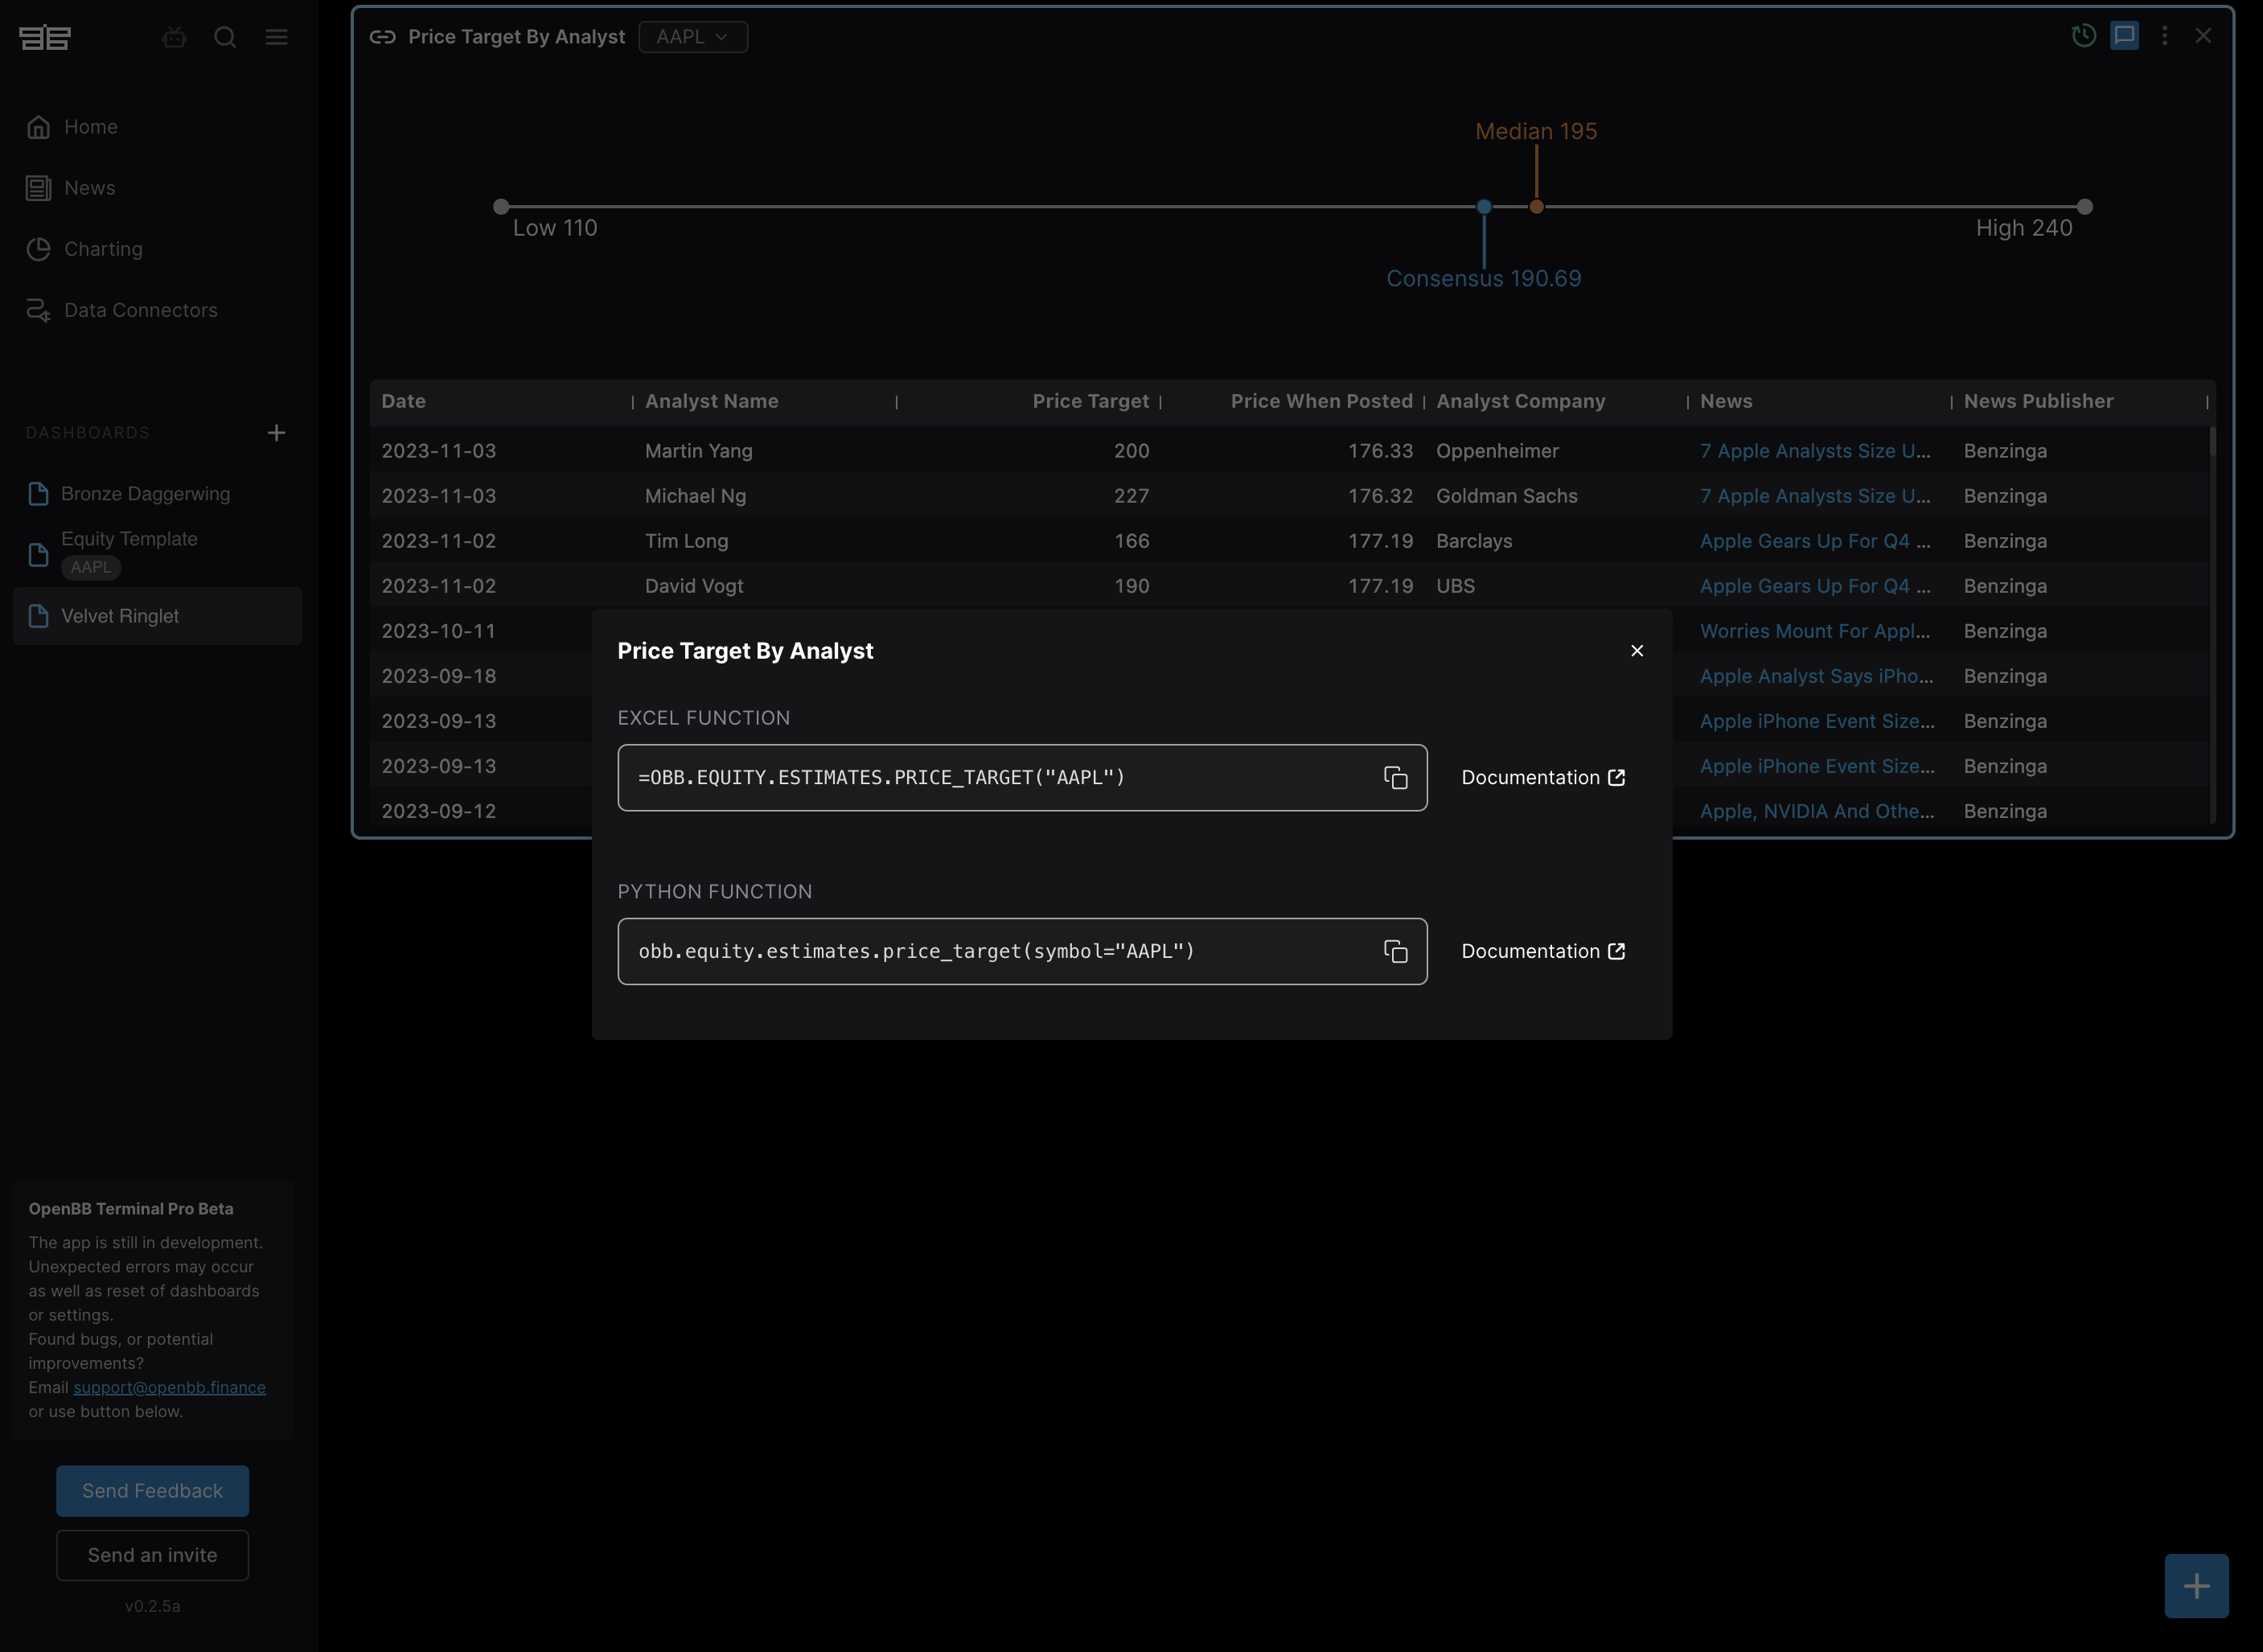 Home
News
Charting
Data Connectors
DASHBOARDS
Bronze Daggerwing
Equity Template
AAPL
Velvet Ringlet
OpenBB Terminal Pro Beta
The app is still in development.
Unexpected errors may occur
as well as reset of dashboards
or settings.
Found bugs, or potential
improvements?
Email support@openbb.finance
or use button below.
Send Feedback
Send an invite
v0.2.5a
Price Target By Analyst AAPL
Median 195
Low 110 High 240
Consensus 190.69
Date Analyst Name Price Target Price When Posted Analyst Company News News Publisher
2023-11-03 Martin Yang 200 176.33 Oppenheimer 7 Apple Analysts Size U... Benzinga
2023-11-03 Michael Ng 227 176.32 Goldman Sachs 7 Apple Analysts Size U... Benzinga
2023-11-02 Tim Long 166 177.19 Barclays Apple Gears Up For Q4 ... Benzinga
2023-11-02 David Vogt 190 177.19 UBS Apple Gears Up For Q4 ... Benzinga
2023-10-11 Worries Mount For Appl... Benzinga
2023-09-18 Apple Analyst Says iPho... Benzinga
2023-09-13 Apple iPhone Event Size... Benzinga
2023-09-13 Apple iPhone Event Size... Benzinga
2023-09-12 Apple, NVIDIA And Othe... Benzinga
Price Target By Analyst
EXCEL FUNCTION
=OBB.EQUITY.ESTIMATES.PRICE_TARGET("AAPL") Documentation
PYTHON FUNCTION
obb.equity.estimates.price_target(symbol="AAPL") Documentation